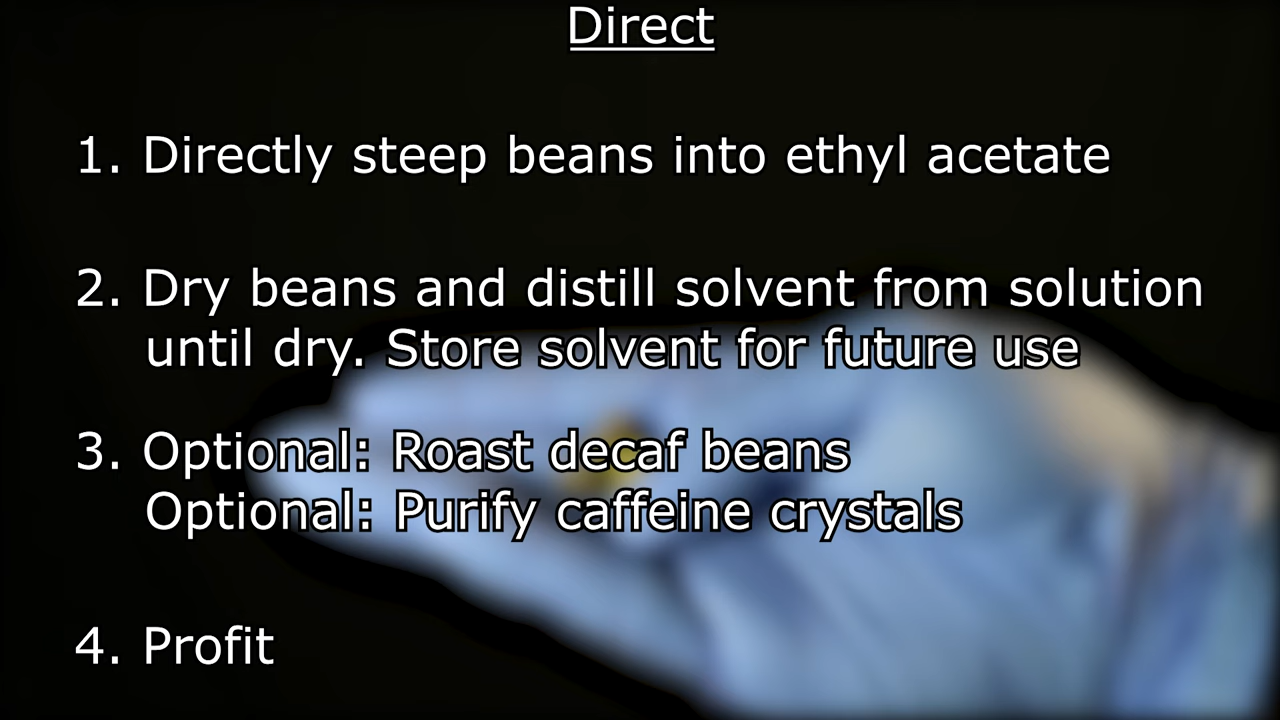 Direct
1. Directly steep beans into ethyl acetate
2. Dry beans and distill solvent from solution
until dry. Store solvent for future use
3. Optional: Roast decaf beans
Optional: Purify caffeine crystals
4. Profit